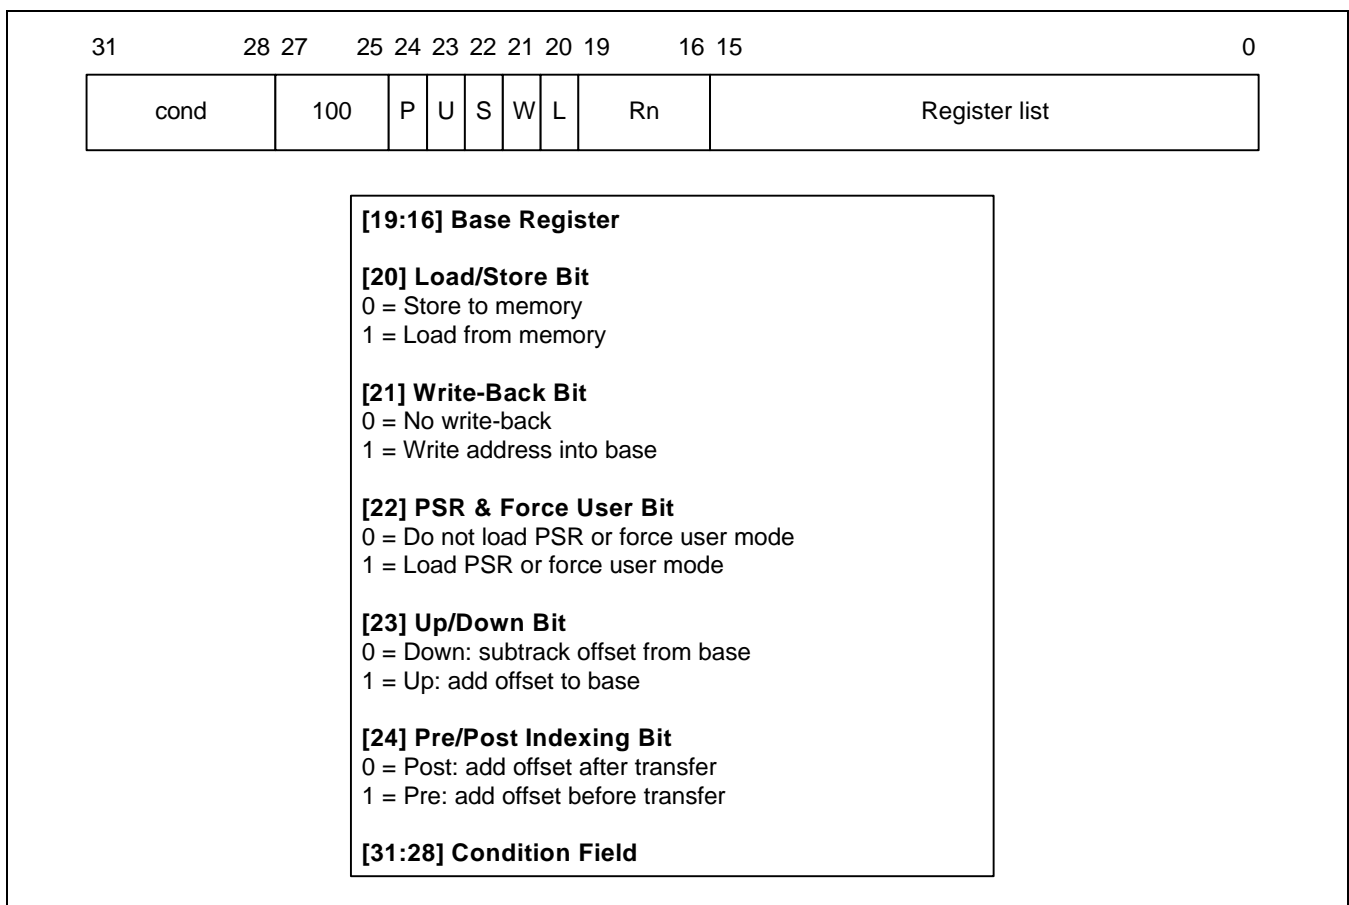 31 28 27 25 24 23 22 21 20 19 16 15 0
cond 100 P U S W L Rn Register list
[19:16] Base Register
[20] Load/Store Bit
0 = Store to memory
1 = Load from memory
[21] Write-Back Bit
0 = No write-back
1 = Write address into base
[22] PSR & Force User Bit
0 = Do not load PSR or force user mode
1 = Load PSR or force user mode
[23] Up/Down Bit
0 = Down: subtrack offset from base
1 = Up: add offset to base
[24] Pre/Post Indexing Bit
0 = Post: add offset after transfer
1 = Pre: add offset before transfer
[31:28] Condition Field